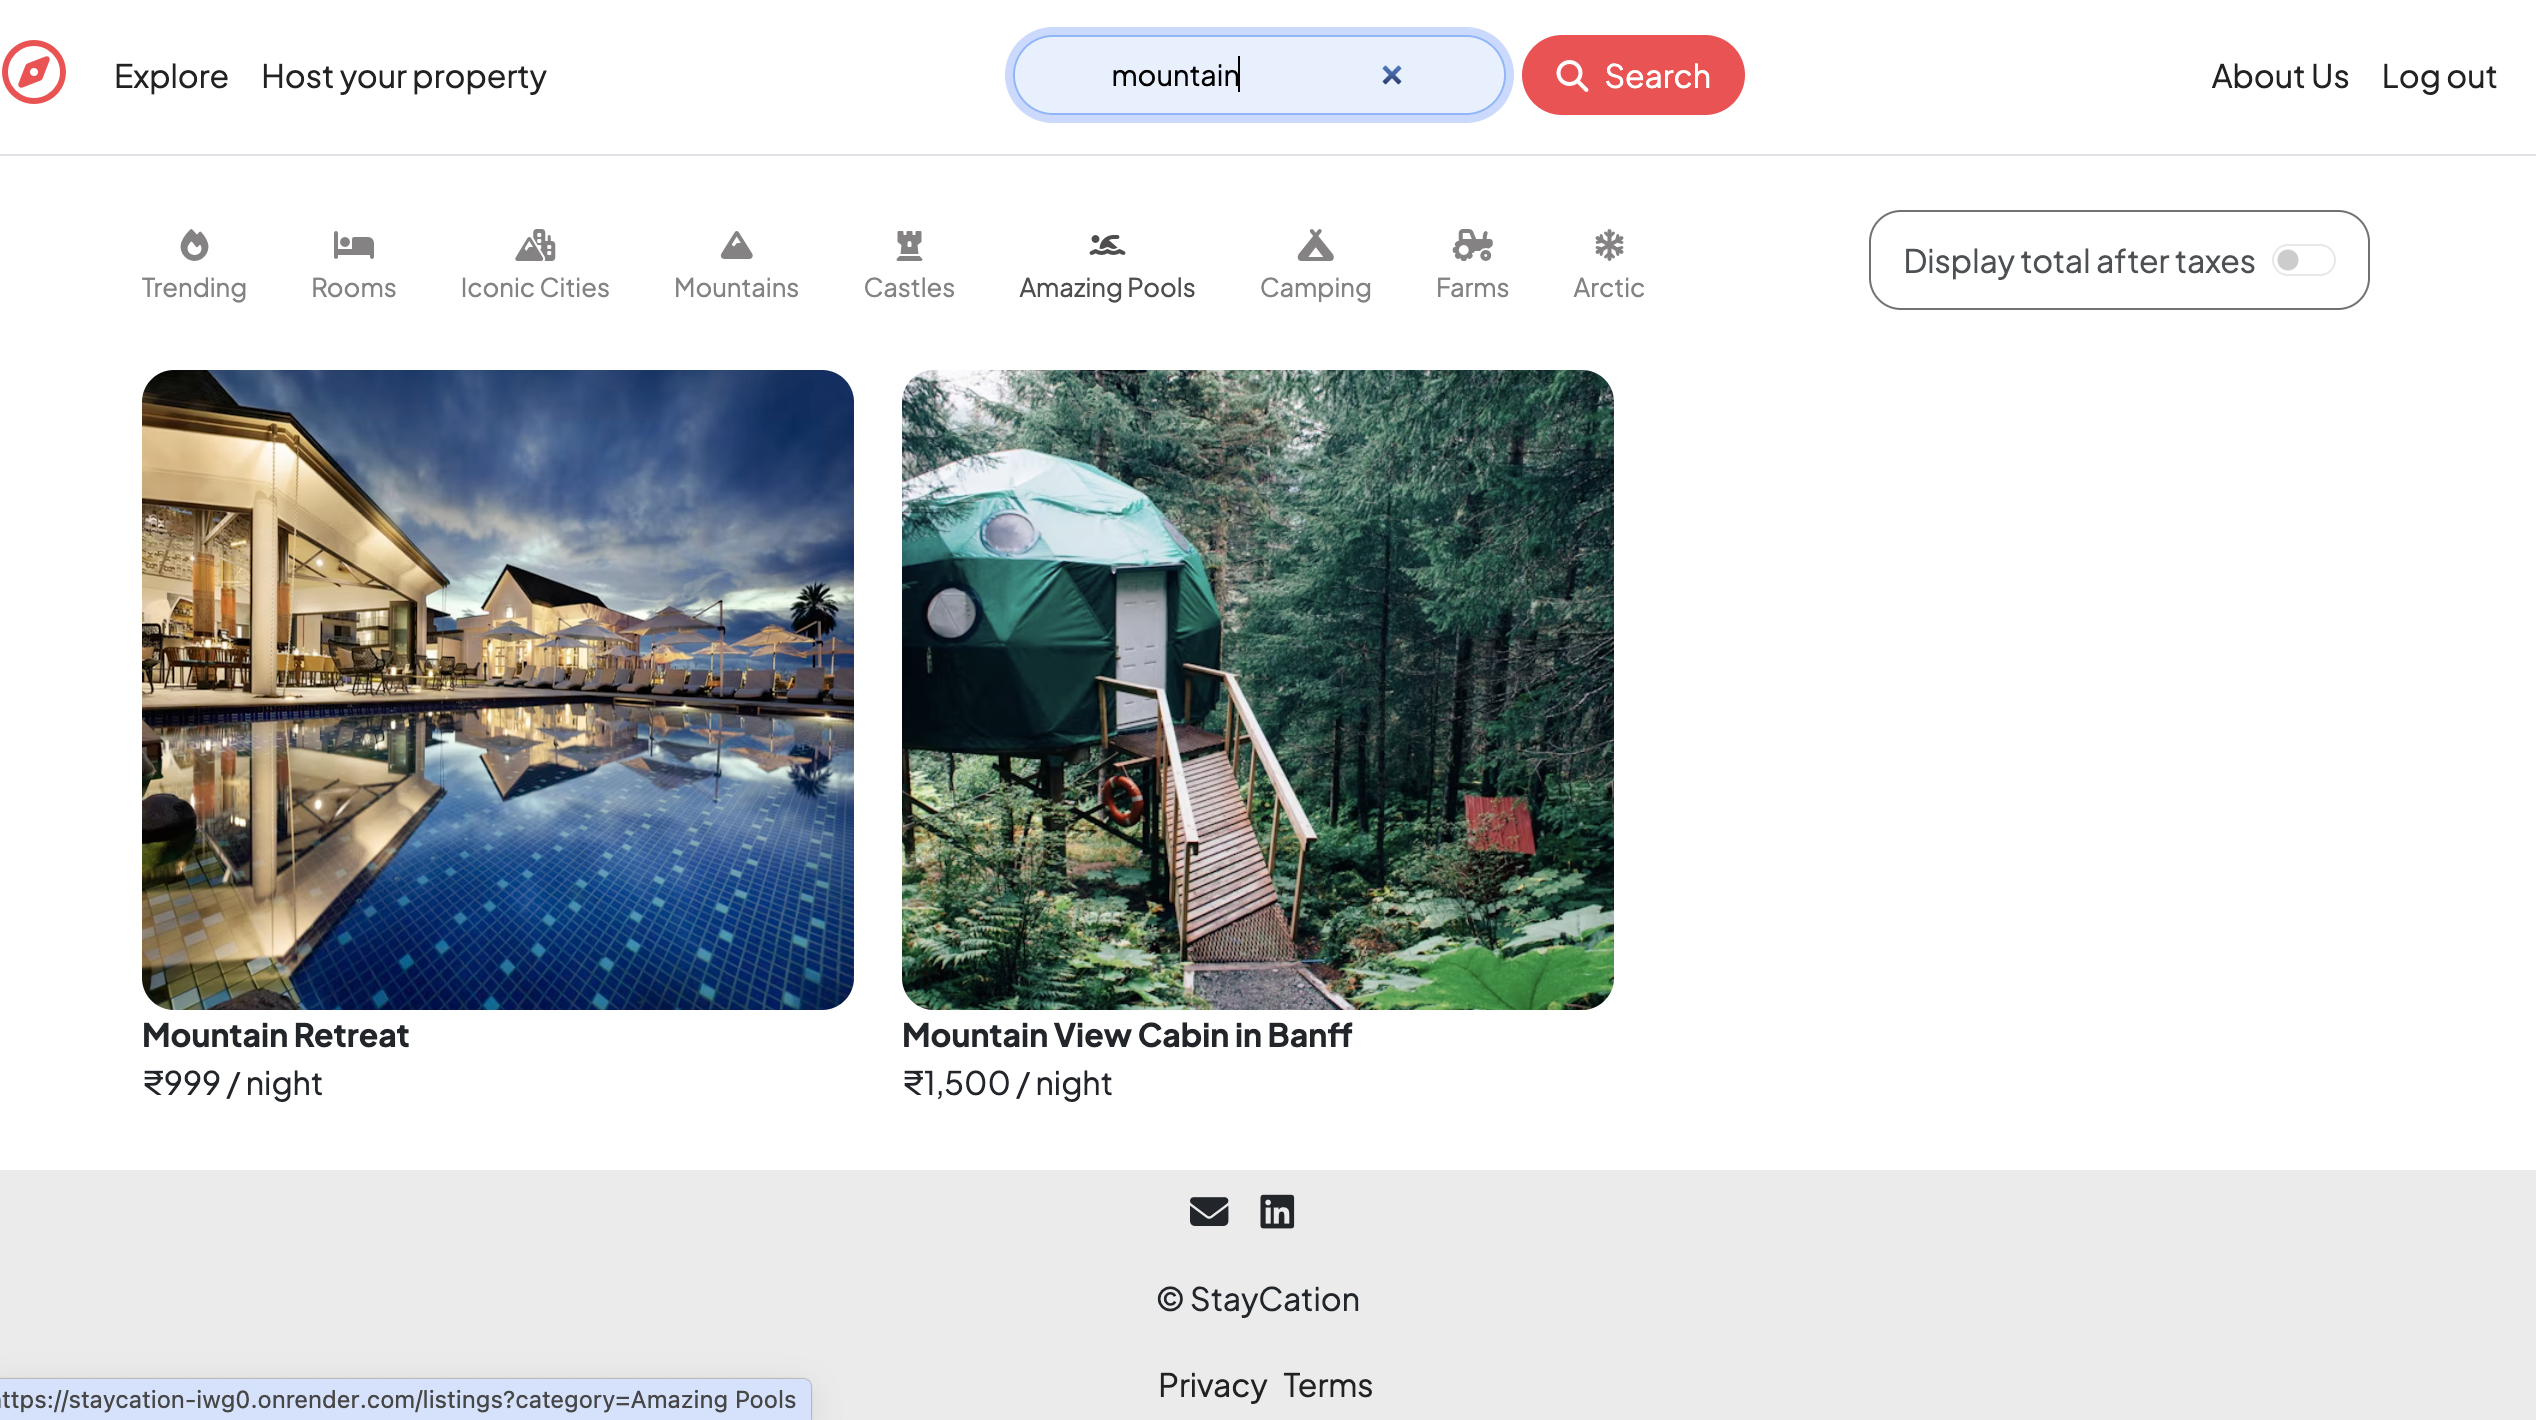 Explore Host your property mountain Search About Us Log out
Trending Rooms Iconic Cities Mountains Castles Amazing Pools Camping Farms Arctic Display total after taxes
Mountain Retreat
₹999 / night
Mountain View Cabin in Banff
₹1,500 / night
© StayCation
Privacy Terms
ttps://staycation-iwg0.onrender.com/listings?category=Amazing Pools